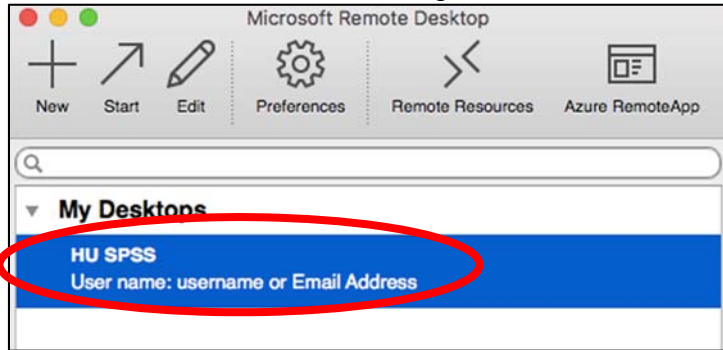 Microsoft Remote Desktop
New Start Edit Preferences Remote Resources Azure RemoteApp
My Desktops
HU SPSS
User name: username or Email Address